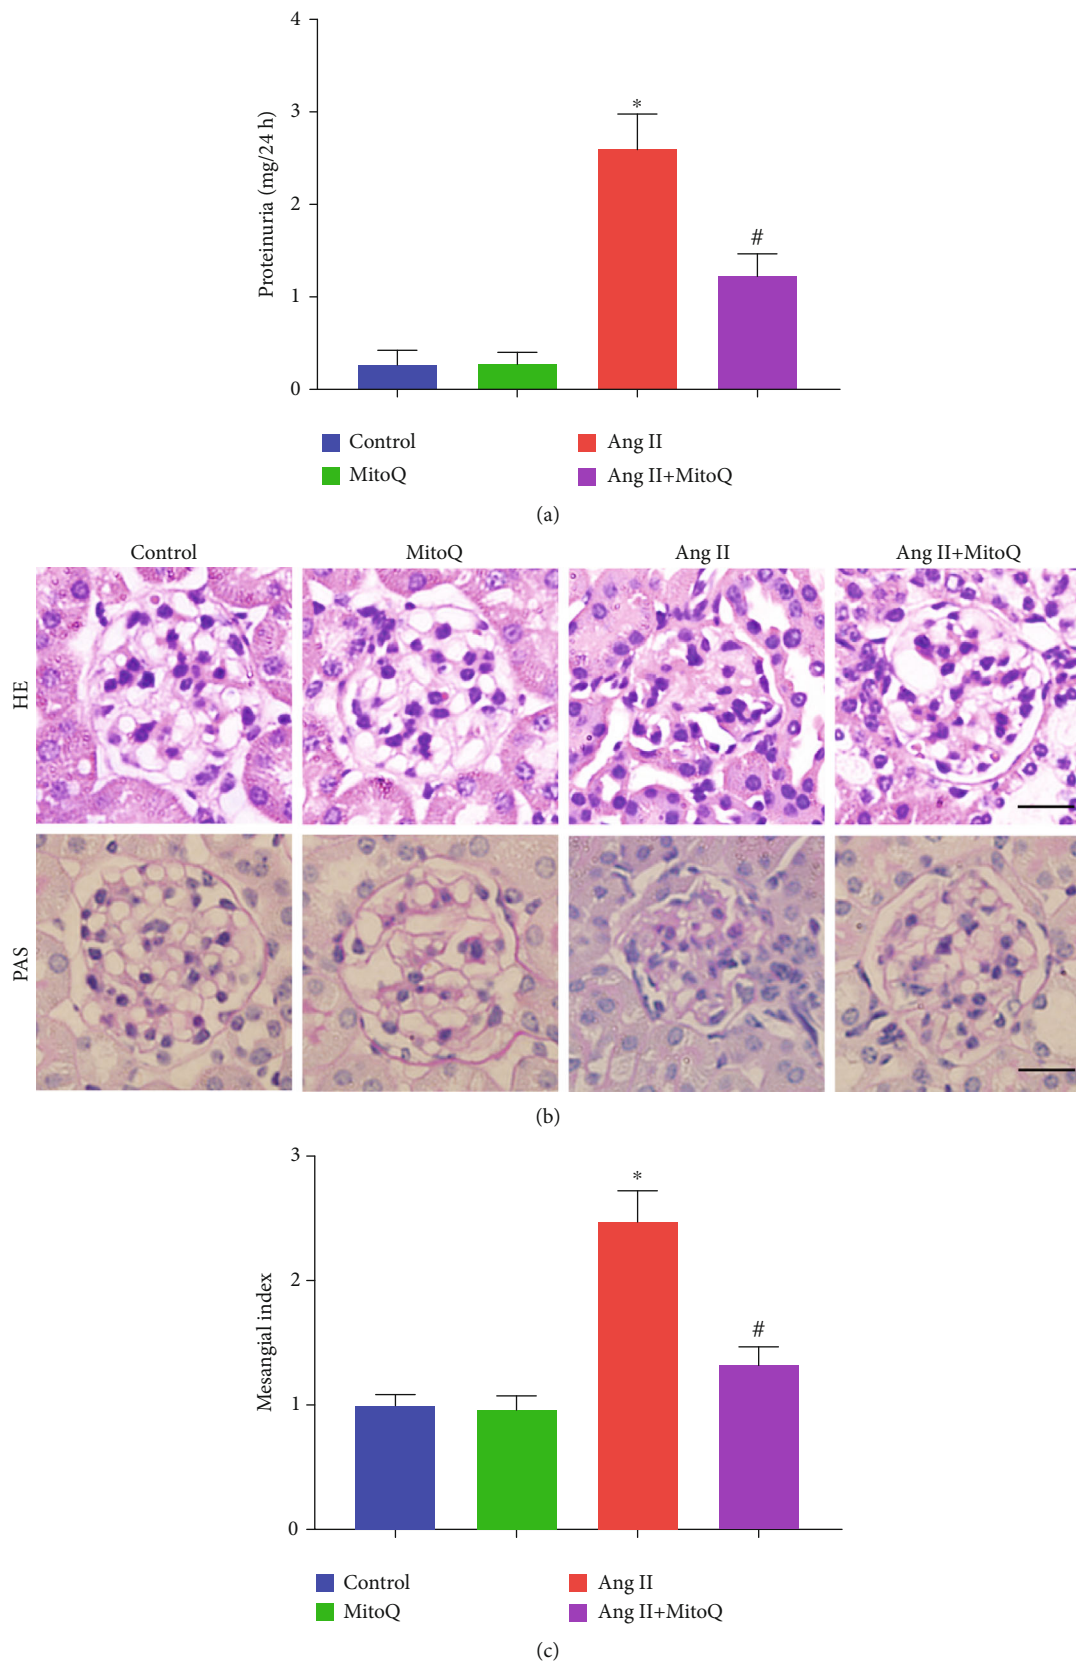 4
3
2
1
0
Proteinuria (mg/24 h)
*
#
Control
Ang II
MitoQ
Ang II+MitoQ
(a)
Control MitoQ Ang II Ang II+MitoQ
HE
PAS
(b)
3
2
1
0
Mesangial index
*
#
Control
Ang II
MitoQ
Ang II+MitoQ
(c)